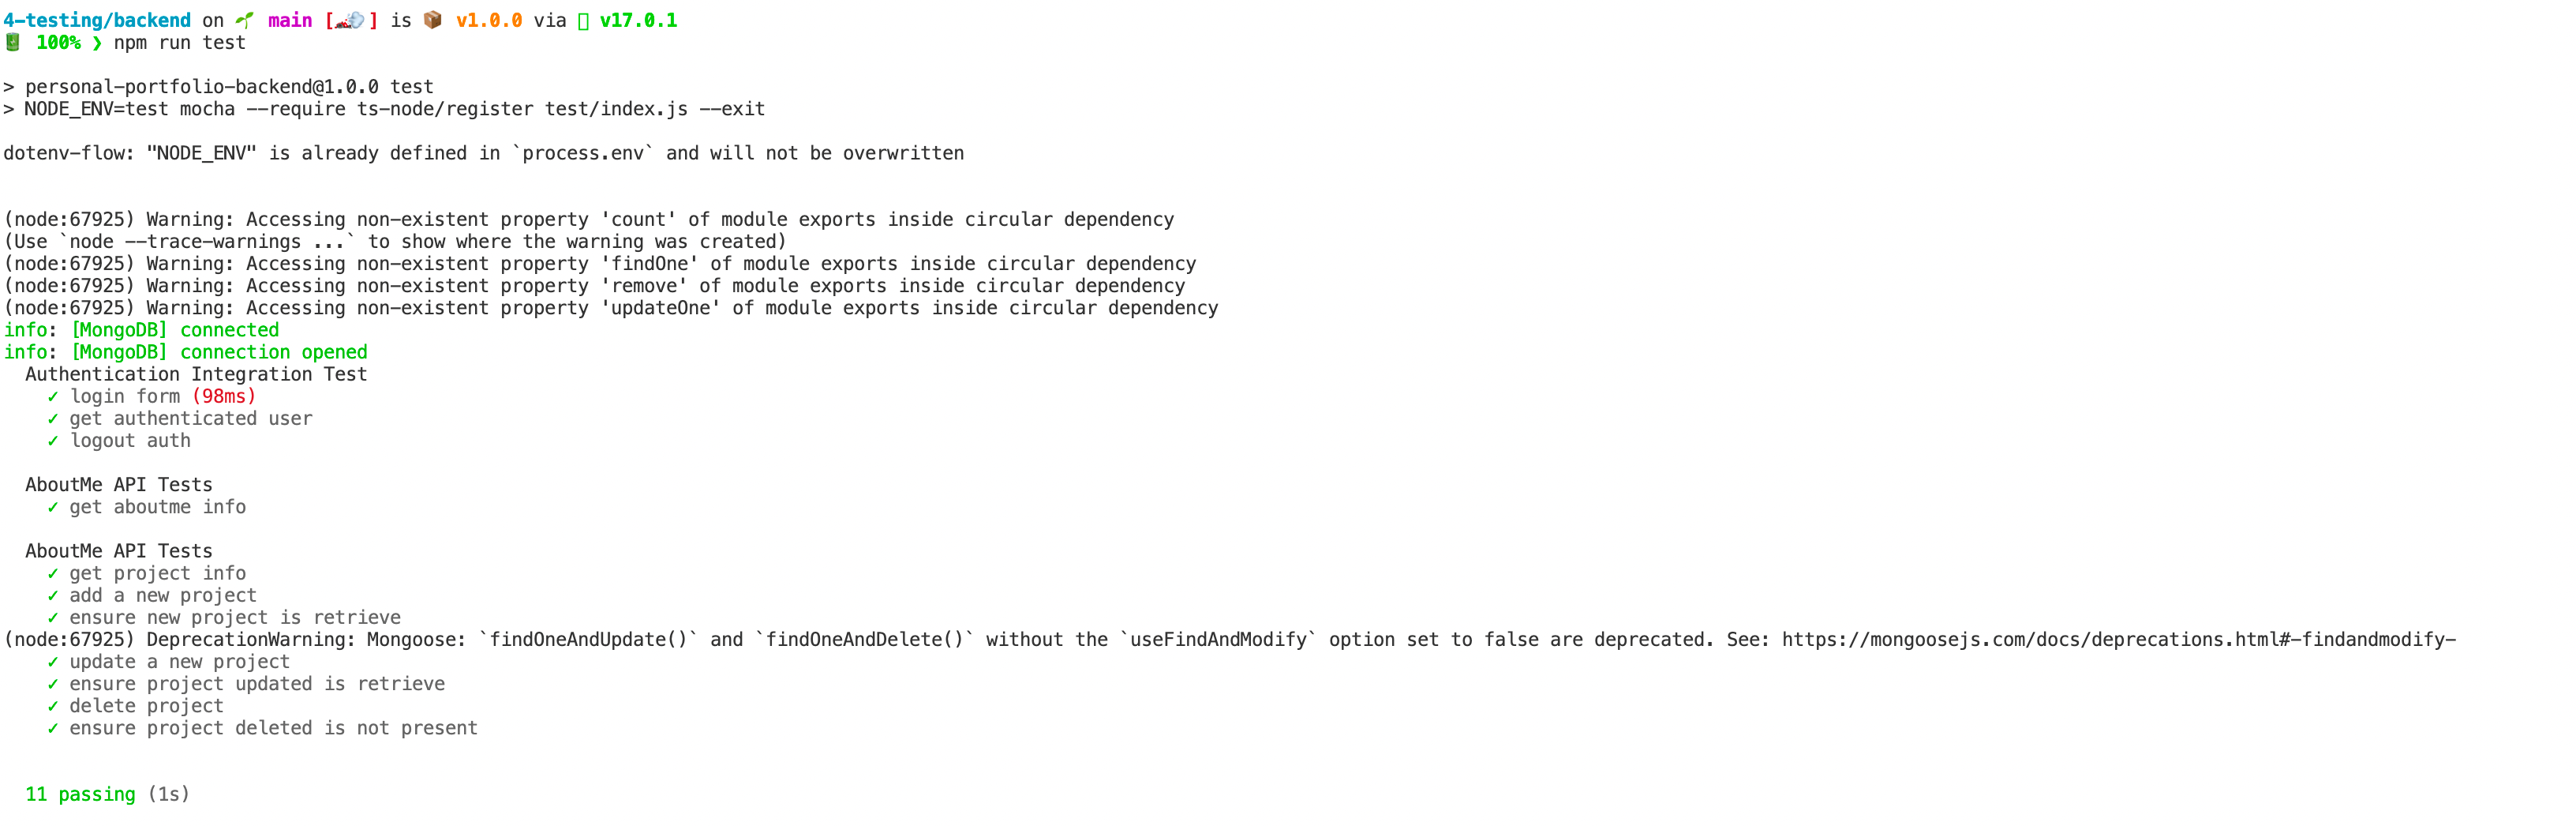 4-testing/backend on 🌱 main [🏎💨] is 📦 v1.0.0 via  v17.0.1
🔋 100% ❯ npm run test
> personal-portfolio-backend@1.0.0 test
> NODE_ENV=test mocha --require ts-node/register test/index.js --exit
dotenv-flow: "NODE_ENV" is already defined in `process.env` and will not be overwritten
(node:67925) Warning: Accessing non-existent property 'count' of module exports inside circular dependency
(Use `node --trace-warnings ...` to show where the warning was created)
(node:67925) Warning: Accessing non-existent property 'findOne' of module exports inside circular dependency
(node:67925) Warning: Accessing non-existent property 'remove' of module exports inside circular dependency
(node:67925) Warning: Accessing non-existent property 'updateOne' of module exports inside circular dependency
info: [MongoDB] connected
info: [MongoDB] connection opened
Authentication Integration Test
✓ login form (98ms)
✓ get authenticated user
✓ logout auth
AboutMe API Tests
✓ get aboutme info
AboutMe API Tests
✓ get project info
✓ add a new project
✓ ensure new project is retrieve
(node:67925) DeprecationWarning: Mongoose: `findOneAndUpdate()` and `findOneAndDelete()` without the `useFindAndModify` option set to false are deprecated. See: https://mongoosejs.com/docs/deprecations.html#-findandmodify-
✓ update a new project
✓ ensure project updated is retrieve
✓ delete project
✓ ensure project deleted is not present
11 passing (1s)